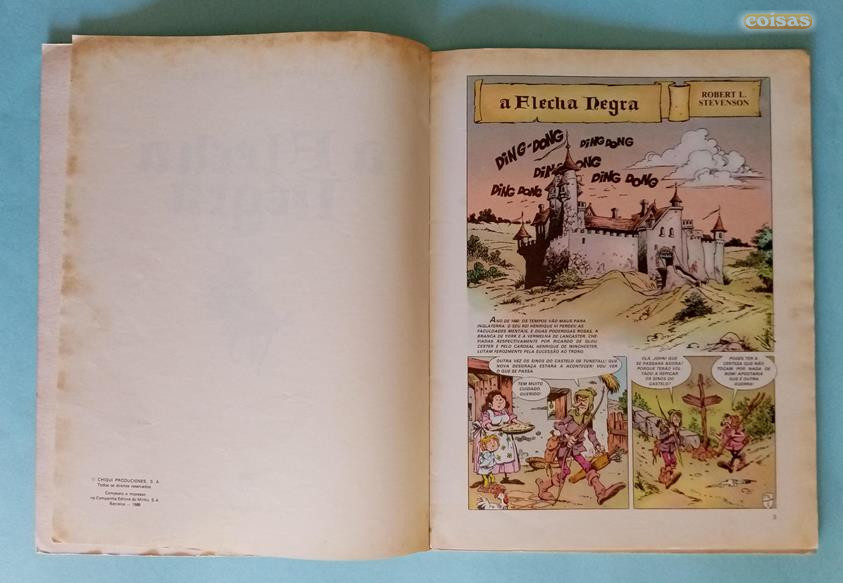 coisas
© CHIQUI PRODUCIONES, S. A.
Todos os direitos reservados
Composto e impresso
na Companhia Editora do Minho, S.A.
Barcelos — 1986
a Flecha Negra
ROBERT L.
STEVENSON
DING-DONG
DING DONG
DING DONG
DING DONG
DING DONG
ANO DE 1460. OS TEMPOS VÃO MAUS PARA
INGLATERRA: O SEU REI HENRIQUE VI PERDEU AS
FACULDADES MENTAIS, E DUAS PODEROSAS ROSAS, A
BRANCA DE YORK E A VERMELHA DE LANCASTER, CHE-
FIADAS RESPECTIVAMENTE POR RICARDO DE GLOU-
CESTER E PELO CARDEAL HENRIQUE DE WINCHESTER,
LUTAM FEROZMENTE PELA SUCESSÃO AO TRONO.
OUTRA VEZ OS SINOS DO CASTELO DE TUNSTALL! QUE
NOVA DESGRAÇA ESTARÁ A ACONTECER! VOU VER
O QUE SE PASSA.
TEM MUITO
CUIDADO,
QUERIDO!
OLÁ, JOHN! QUE
SE PASSARÁ AGORA?
PORQUE TERÃO VOL-
TADO A REPICAR
OS SINOS DO
CASTELO?
PODES TER A
CERTEZA QUE NÃO
TOCAM POR NADA DE
BOM! APOSTARIA
QUE É OUTRA
GUERRA!
3